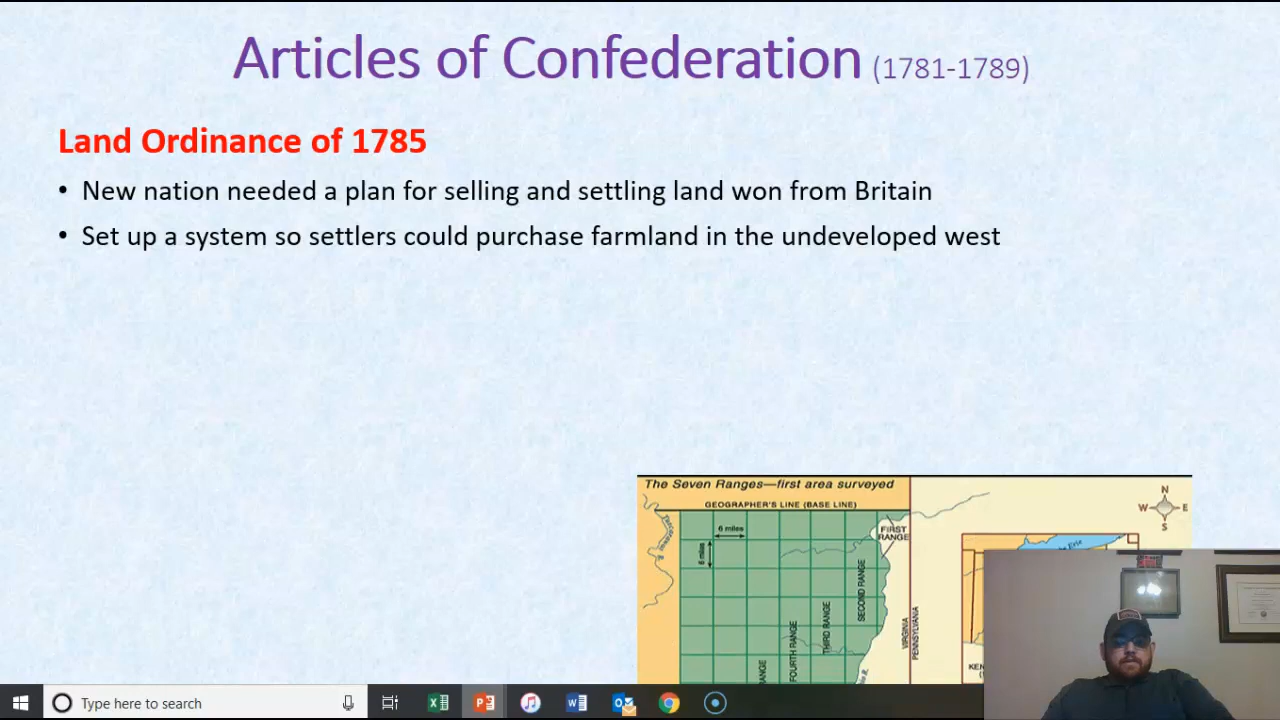 Articles of Confederation (1781-1789)
Land Ordinance of 1785
• New nation needed a plan for selling and settling land won from Britain
• Set up a system so settlers could purchase farmland in the undeveloped west
The Seven Ranges—first area surveyed
GEOGRAPHER'S LINE (BASE LINE)
6 miles
6 miles
FIRST
RANGE
SECOND RANGE
THIRD RANGE
FOURTH RANGE
VIRGINIA
PENNSYLVANIA
N
W E
S
Erie
Type here to search